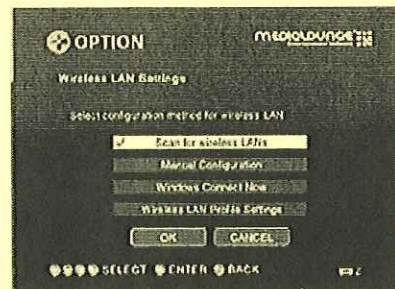 OPTION
MEDIALOUNGE
Wireless LAN Settings
Select configuration method for wireless LAN
Scan for wireless LANs
Manual Configuration
Windows Connect Now
Wireless LAN Profile Settings
OK CANCEL
SELECT ENTER BACK